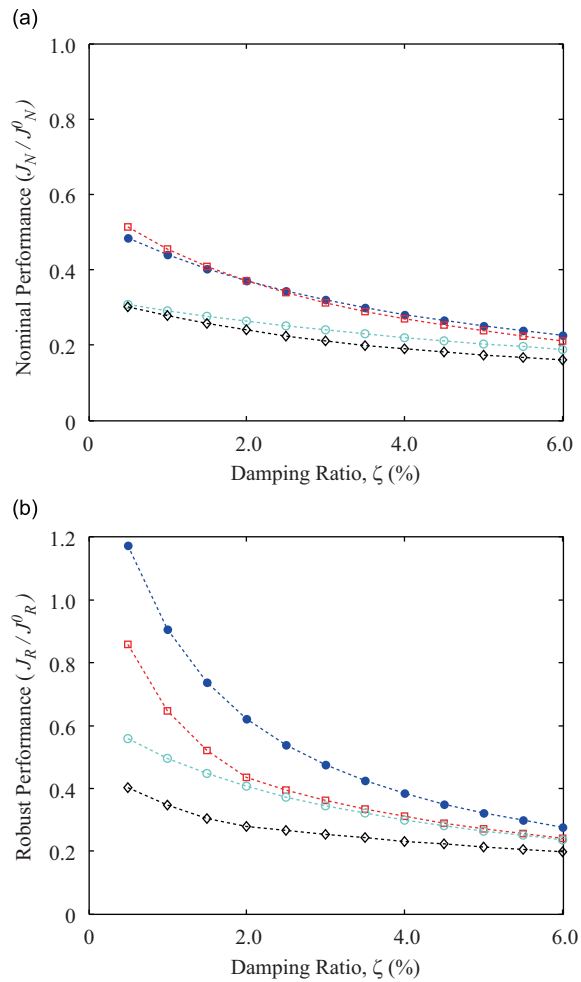 (a)
1.0
0.8
0.6
0.4
0.2
0
Nominal Performance (J_N / J^0_N)
0 2.0 4.0 6.0
Damping Ratio, ζ (%)
(b)
1.2
1.0
0.8
0.6
0.4
0.2
0
Robust Performance ( J_R / J^0_R)
0 2.0 4.0 6.0
Damping Ratio, ζ (%)